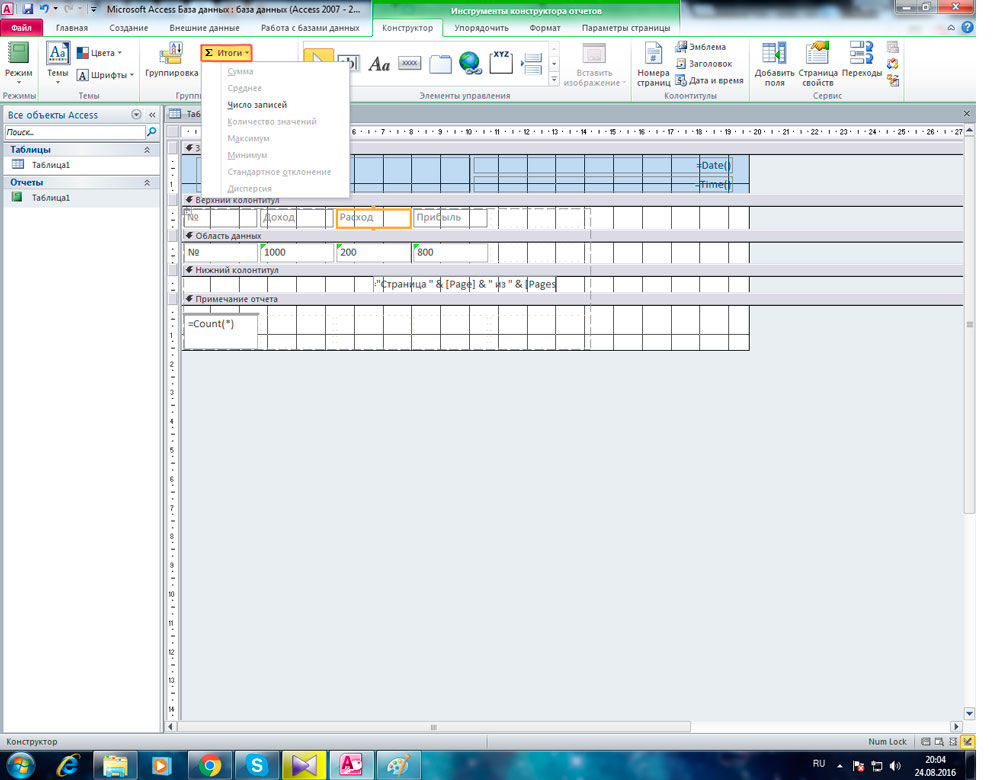 Microsoft Access База данных : база данных (Access 2007 - 2...
Инструменты конструктора отчетов
Файл Главная Создание Внешние данные Работа с базами данных Конструктор Упорядочить Формат Параметры страницы
Режим
Режимы
Темы
Цвета
Шрифты
Темы
Группировка
Σ Итоги
Сумма
Среднее
Число записей
Количество значений
Максимум
Минимум
Стандартное отклонение
Дисперсия
Aa
xxxx
XYZ
Элементы управления
Вставить
изображение
Номера
страниц
Эмблема
Заголовок
Дата и время
Колонтитулы
Добавить
поля
Страница
свойств
Переходы
Сервис
Все объекты Access
Поиск...
Таблицы
Таблица1
Отчеты
Таблица1
=Date()
=Time()
Верхний колонтитул
№ Доход Расход Прибыль
Область данных
№ 1000 200 800
Нижний колонтитул
"Страница " & [Page] & " из " & [Pages
Примечание отчета
=Count(*)
Конструктор
Num Lock
RU
20:04
24.08.2016